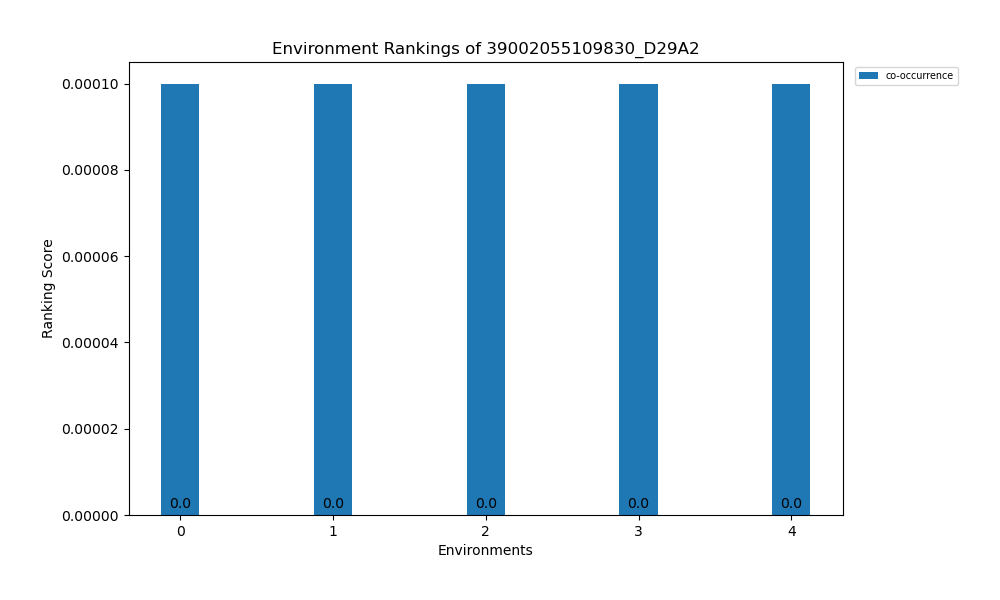 Environment Rankings of 39002055109830_D29A2
co-occurrence
0.00010
0.00008
0.00006
0.00004
0.00002
0.00000
Ranking Score
0.0 0.0 0.0 0.0 0.0
0 1 2 3 4
Environments